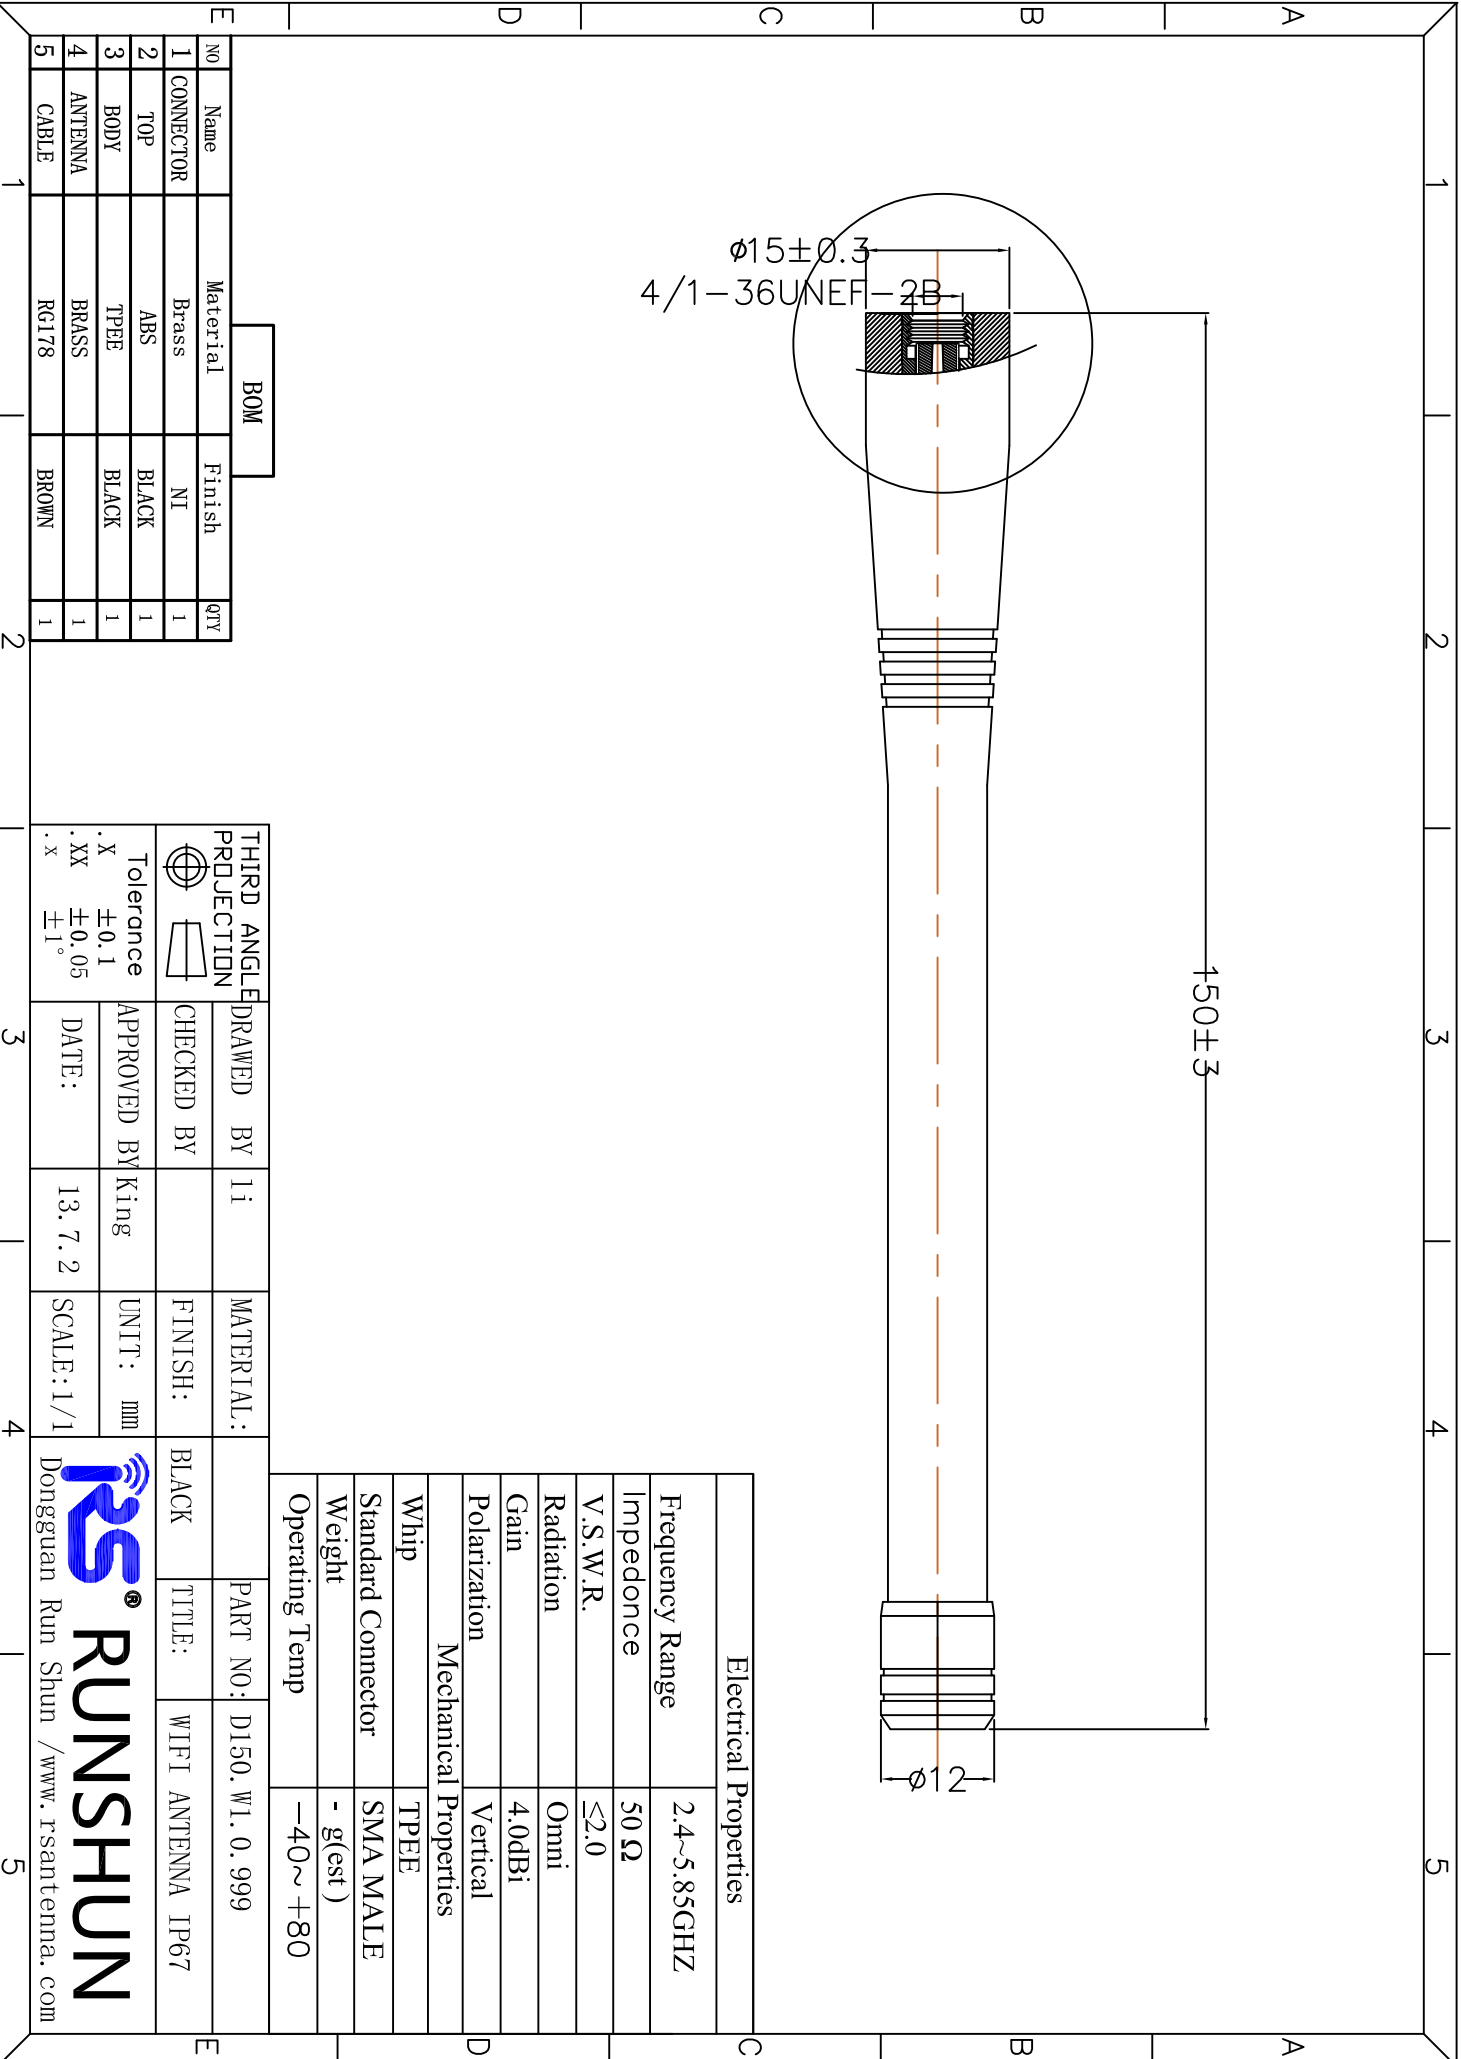 1 2 3 4 5
A
B
C
D
E
A
B
C
D
E
1 2 3 4 5
150±3
ϕ15±0.3
4/1-36UNEF-2B
ϕ12
Electrical Properties
Frequency Range 2.4~5.85GHZ
Impedonce 50 Ω
V.S.W.R. ≤2.0
Radiation Omni
Gain 4.0dBi
Polarization Vertical
Mechanical Properties
Whip TPEE
Standard Connector SMA MALE
Weight - g(est )
Operating Temp -40~ +80
BOM
NO Name Material Finish QTY
1 CONNECTOR Brass NI 1
2 TOP ABS BLACK 1
3 BODY TPEE BLACK 1
4 ANTENNA BRASS 1
5 CABLE RG178 BROWN 1
THIRD ANGLE
PROJECTION
Tolerance
.X ±0.1
.XX ±0.05
.x ±1°
DRAWED BY li MATERIAL: PART NO: D150.W1.0.999
CHECKED BY FINISH: BLACK TITLE: WIFI ANTENNA IP67
APPROVED BY King UNIT: mm
DATE: 13.7.2 SCALE:1/1
RS® RUNSHUN
Dongguan Run Shun /www.rsantenna.com